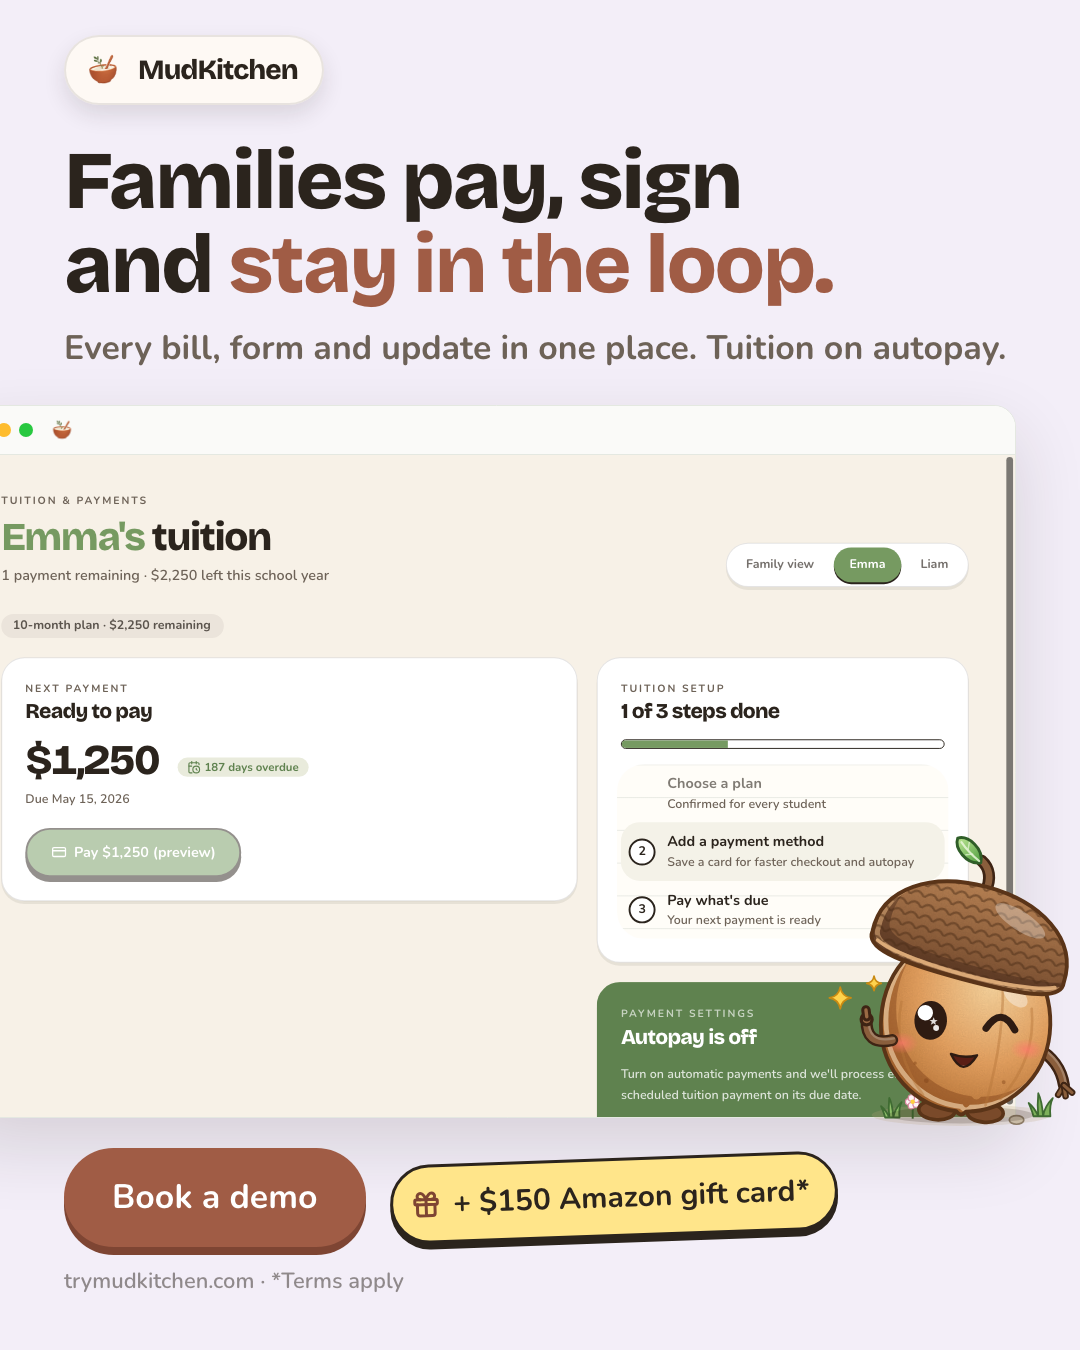 MudKitchen
Families pay, sign
and stay in the loop.
Every bill, form and update in one place. Tuition on autopay.
TUITION & PAYMENTS
Emma's tuition
1 payment remaining · $2,250 left this school year
Family view
Emma
Liam
10-month plan · $2,250 remaining
NEXT PAYMENT
Ready to pay
$1,250
187 days overdue
Due May 15, 2026
Pay $1,250 (preview)
TUITION SETUP
1 of 3 steps done
Choose a plan
Confirmed for every student
2
Add a payment method
Save a card for faster checkout and autopay
3
Pay what's due
Your next payment is ready
PAYMENT SETTINGS
Autopay is off
Turn on automatic payments and we'll process
scheduled tuition payment on its due date.
Book a demo
+ $150 Amazon gift card*
trymudkitchen.com · *Terms apply